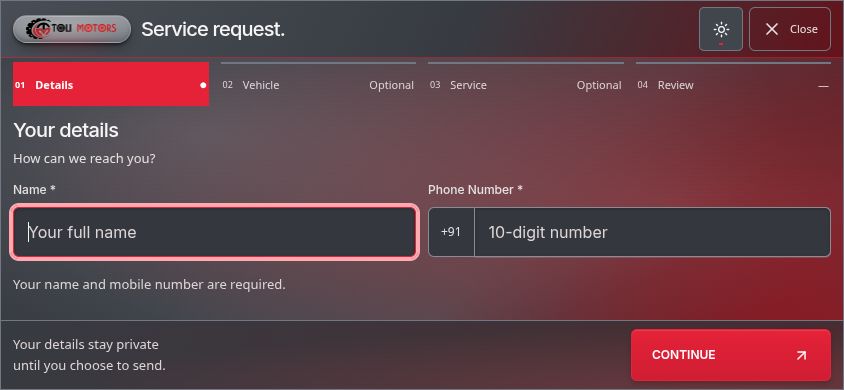 TOLI MOTORS
Service request.
Close
01 Details
02 Vehicle Optional
03 Service Optional
04 Review —
Your details
How can we reach you?
Name * Phone Number *
Your full name +91 10-digit number
Your name and mobile number are required.
Your details stay private
until you choose to send.
CONTINUE